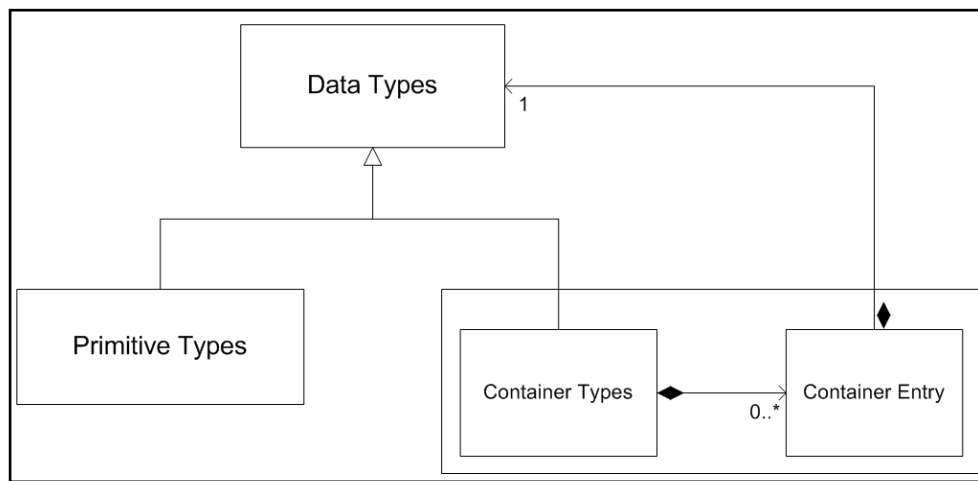 Data Types
1
Primitive Types
Container Types
0..*
Container Entry